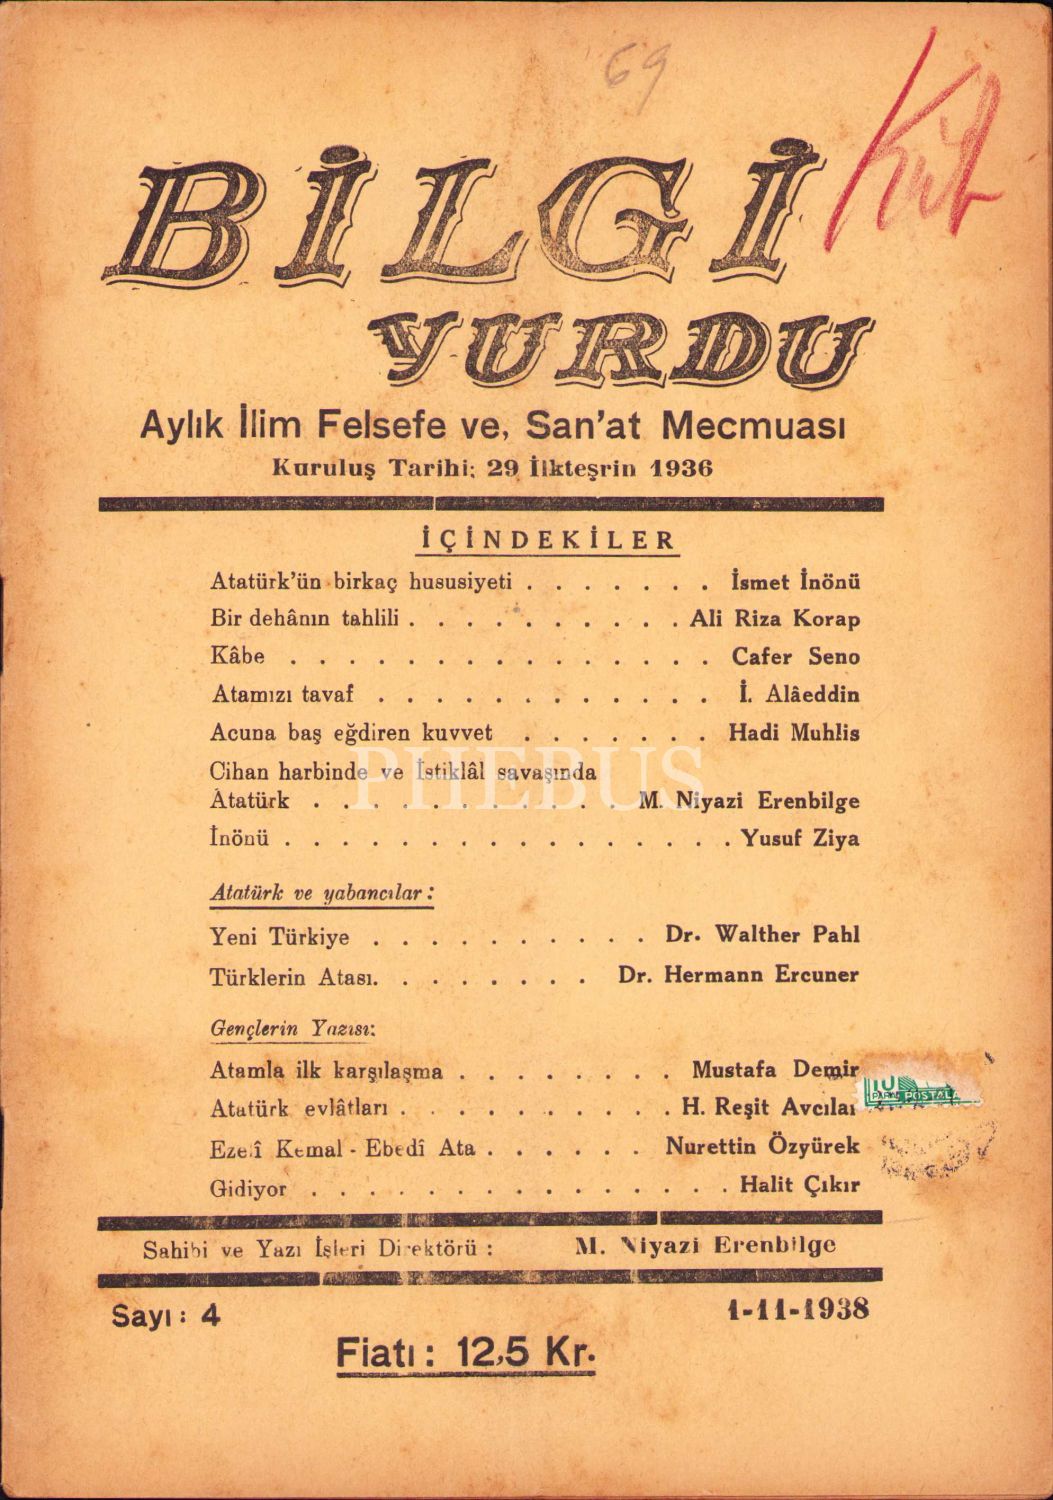 69
Küt
BİLGİ
YURDU
Aylık İlim Felsefe ve, San'at Mecmuası
Kuruluş Tarihi: 29 İlkteşrin 1936
İÇİNDEKİLER
Atatürk'ün birkaç hususiyeti . . . . . . . İsmet İnönü
Bir dehânın tahlili . . . . . . . . . . Ali Riza Korap
Kâbe . . . . . . . . . . . . . . . Cafer Seno
Atamızı tavaf . . . . . . . . . . . . İ. Alâeddin
Acuna baş eğdiren kuvvet . . . . . . . Hadi Muhlis
Cihan harbinde ve İstiklâl savaşında
Atatürk . . . . . . . . . . . M. Niyazi Erenbilge
İnönü . . . . . . . . . . . . . . . . Yusuf Ziya
PHEBUS
Atatürk ve yabancılar :
Yeni Türkiye . . . . . . . . . . Dr. Walther Pahl
Türklerin Atası. . . . . . . . Dr. Hermann Ercuner
Gençlerin Yazısı:
Atamla ilk karşılaşma . . . . . . . . Mustafa Demir
Atatürk evlâtları . . . . . . . . . . H. Reşit Avcılar
Ezelî Kemal - Ebedî Ata . . . . . . Nurettin Özyürek
Gidiyor . . . . . . . . . . . . . . . Halit Çıkır
10
PARA POSTALA
Sahibi ve Yazı İşleri Direktörü : M. Niyazi Erenbilge
Sayı: 4 1-11-1938
Fiatı : 12,5 Kr.